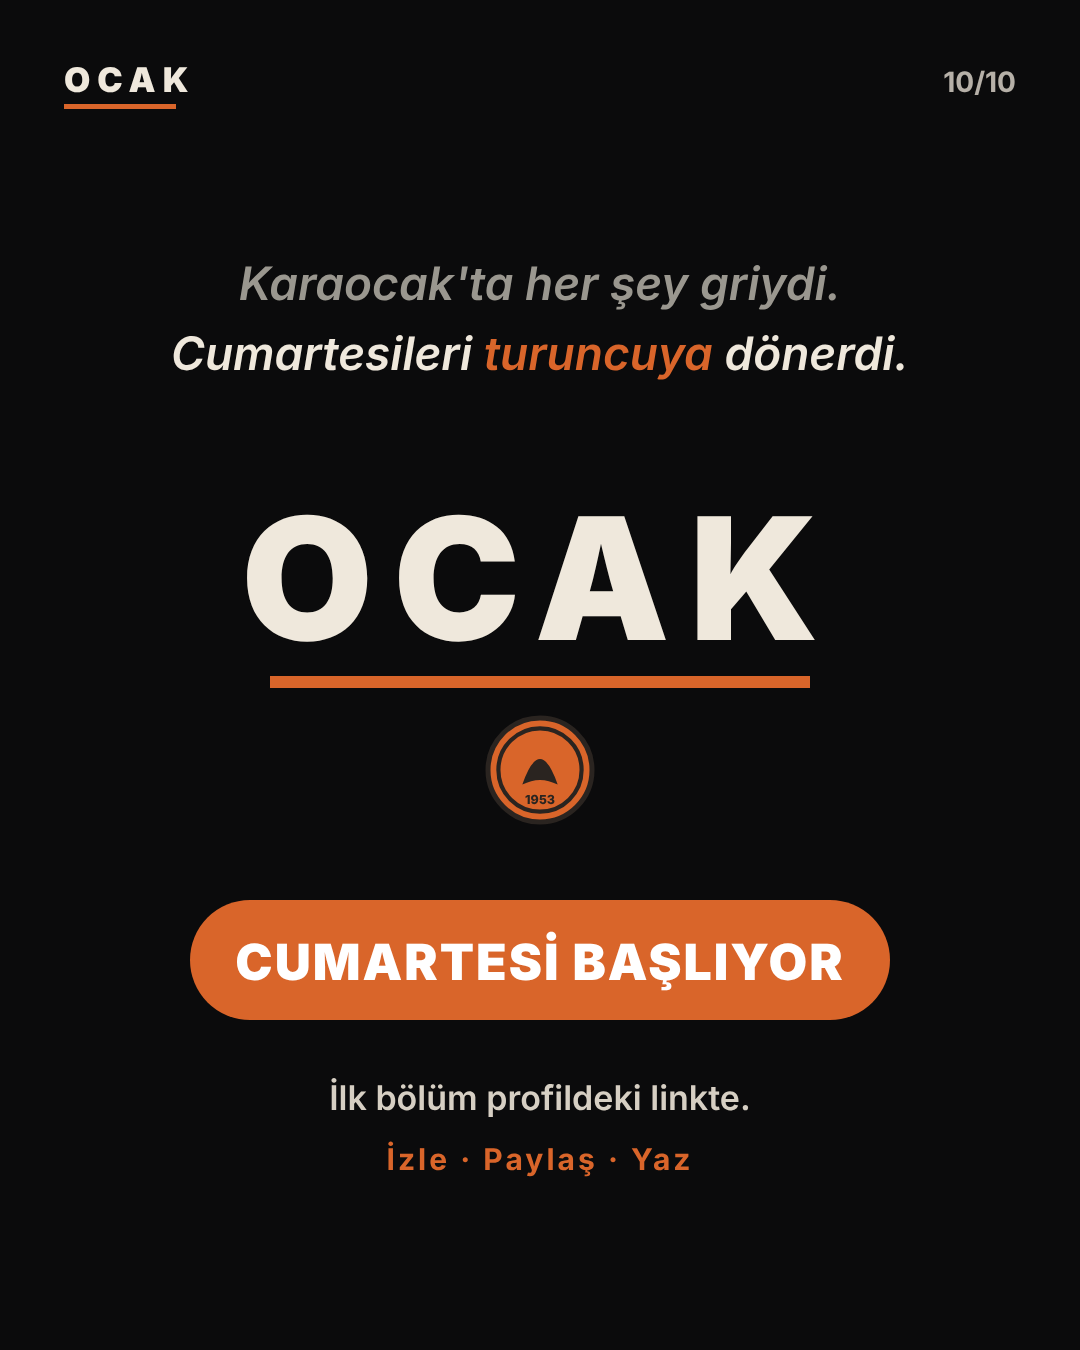 OCAK
10/10
Karaocak'ta her şey griydi.
Cumartesileri turuncuya dönerdi.
OCAK
1953
CUMARTESİ BAŞLIYOR
İlk bölüm profildeki linkte.
İzle · Paylaş · Yaz